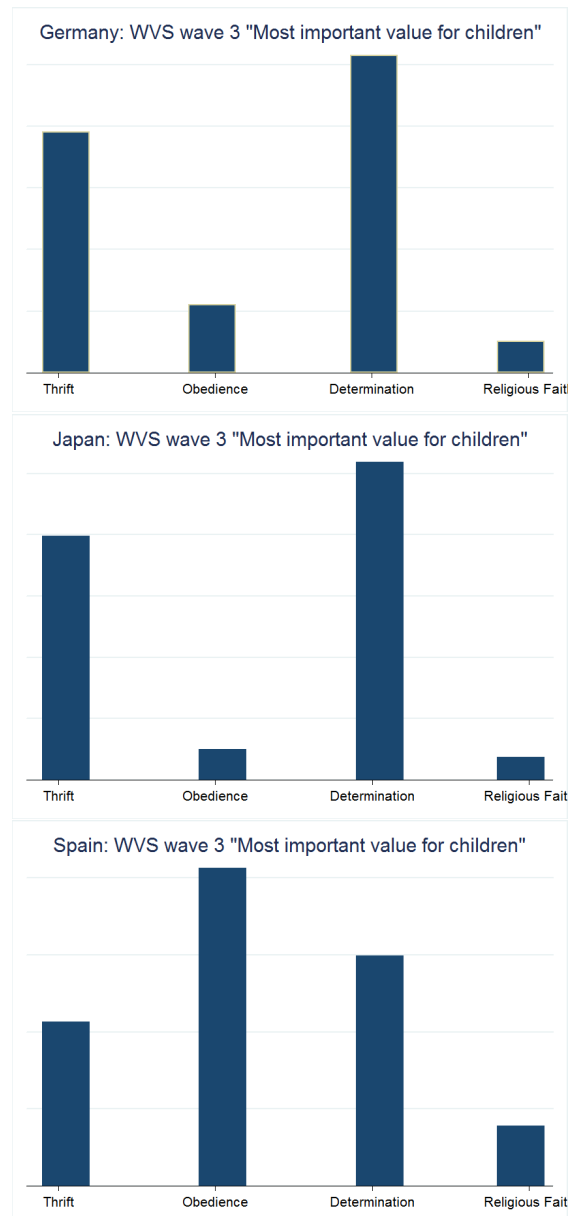 Germany: WVS wave 3 "Most important value for children"
Thrift Obedience Determination Religious Fait
Japan: WVS wave 3 "Most important value for children"
Thrift Obedience Determination Religious Fait
Spain: WVS wave 3 "Most important value for children"
Thrift Obedience Determination Religious Fait